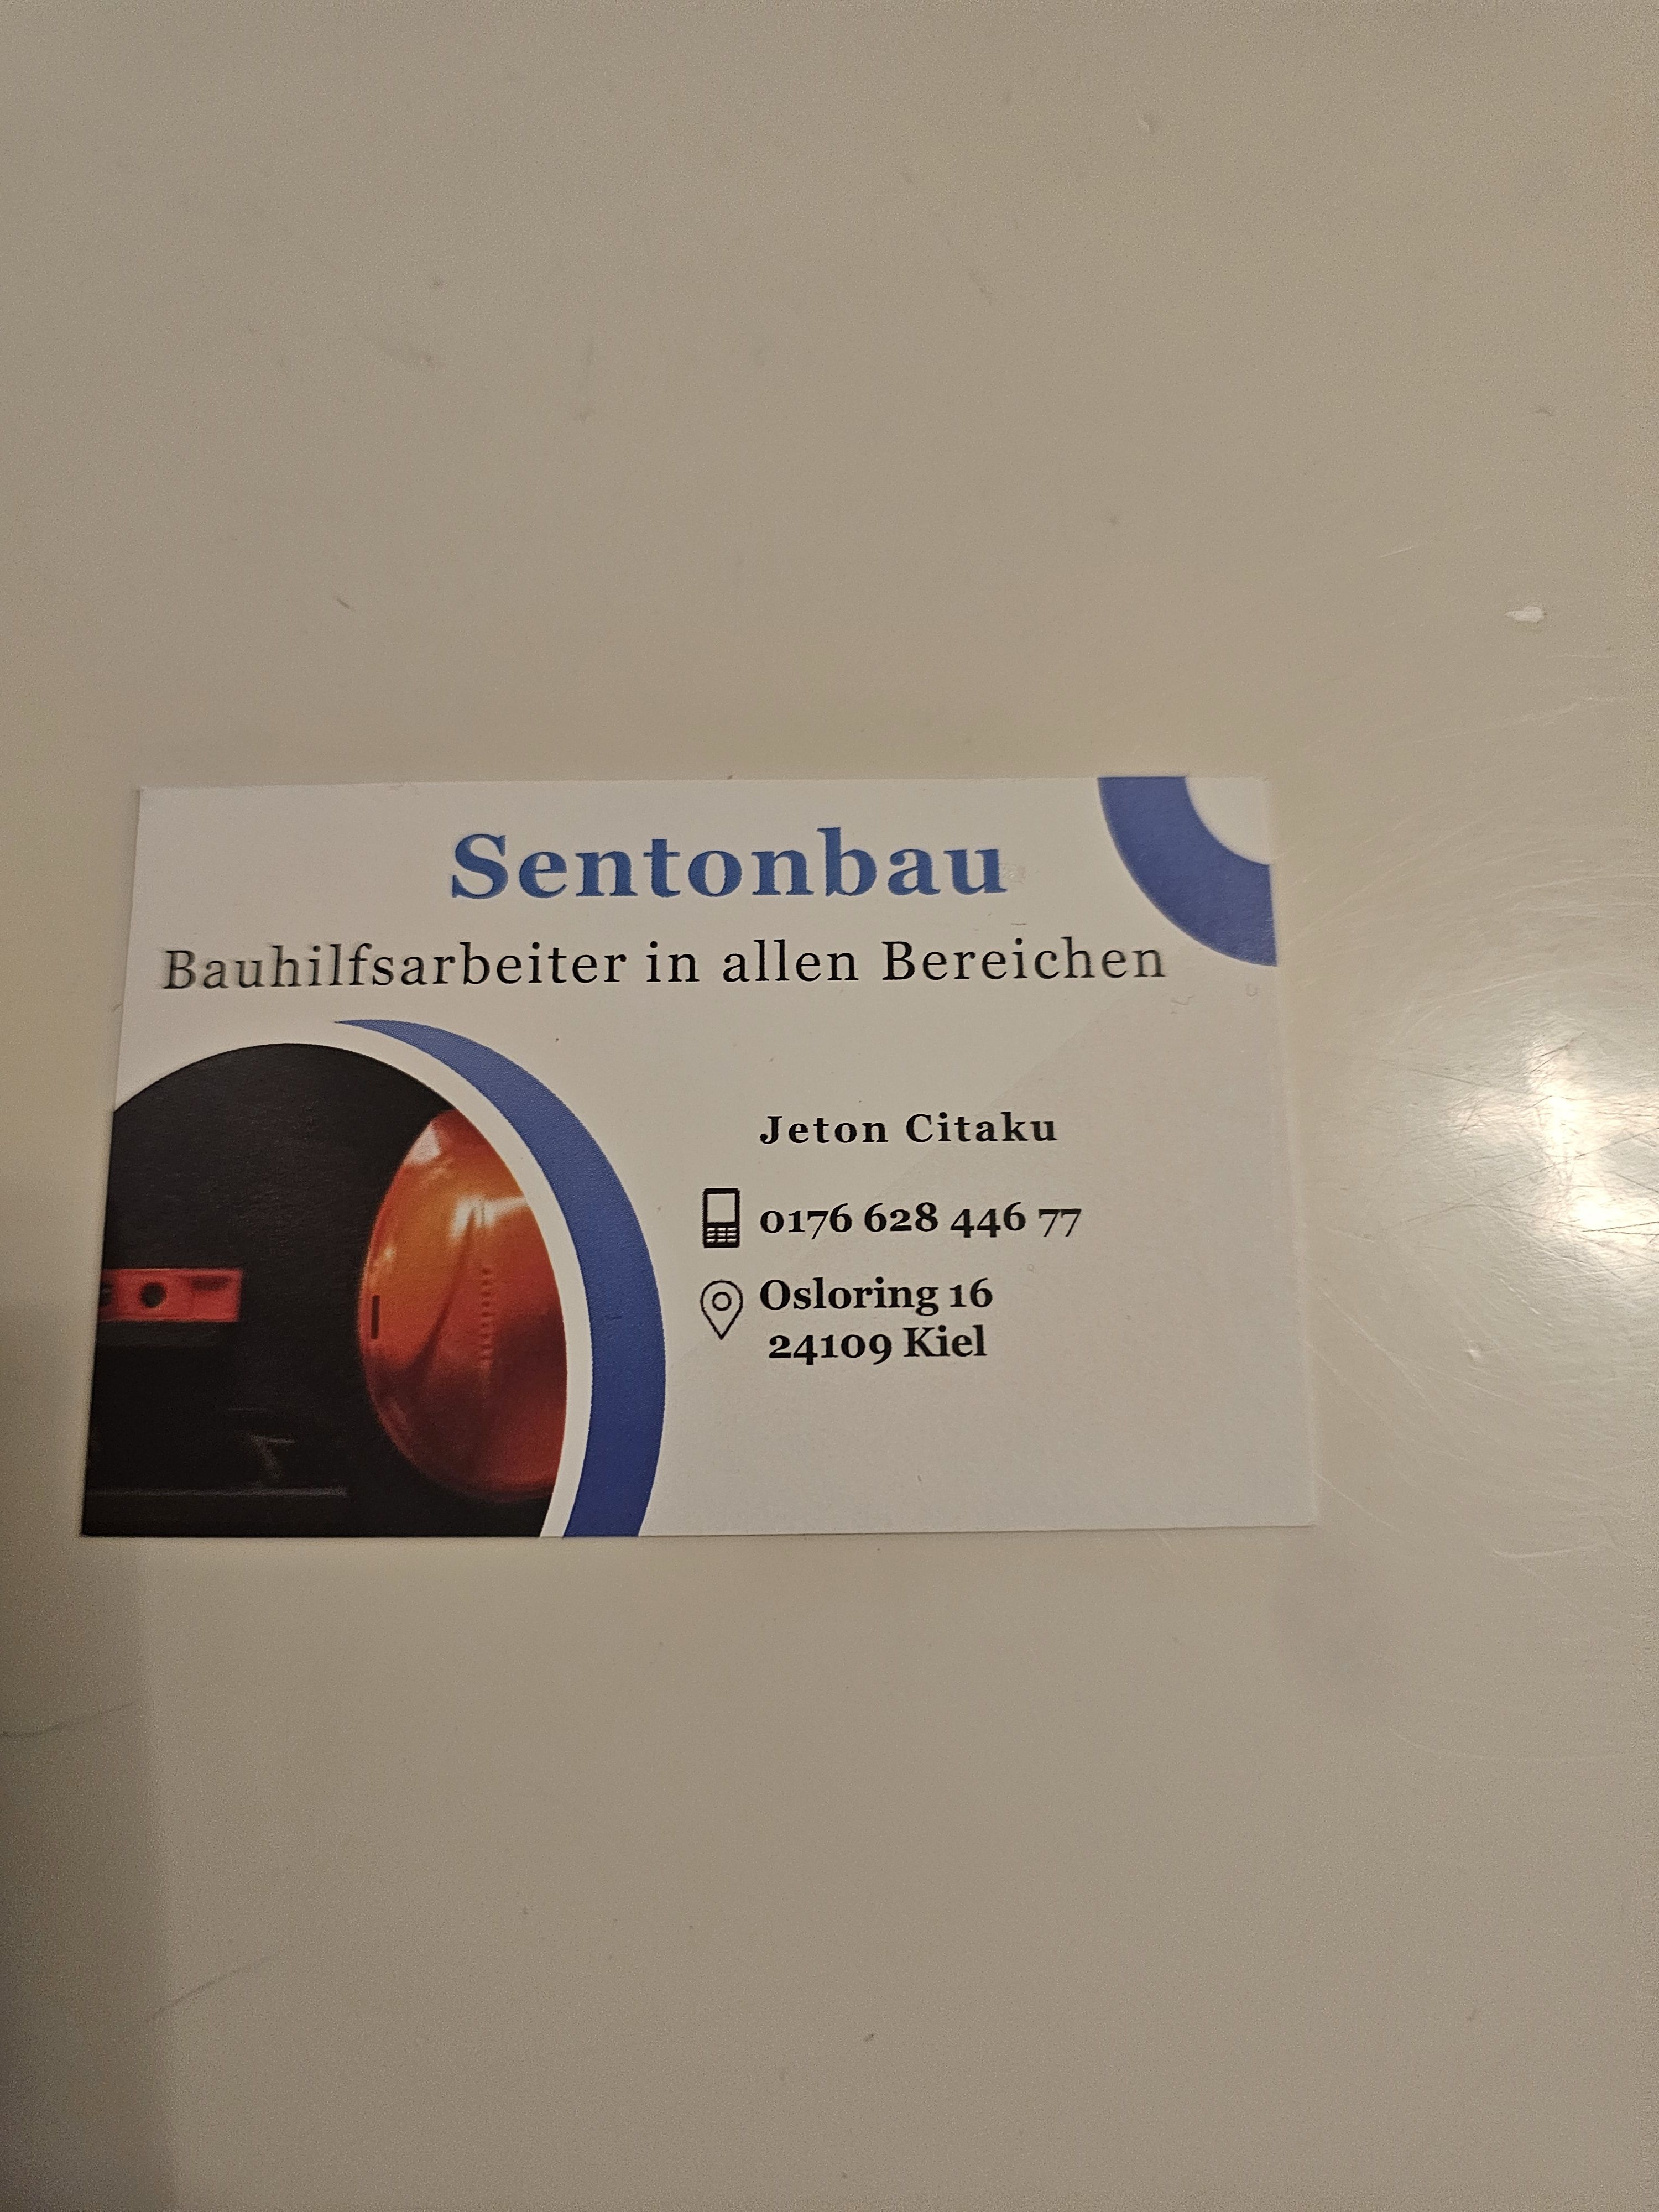 Sentonbau
Bauhilfsarbeiter in allen Bereichen
Jeton Citaku
0176 628 446 77
Osloring 16
24109 Kiel